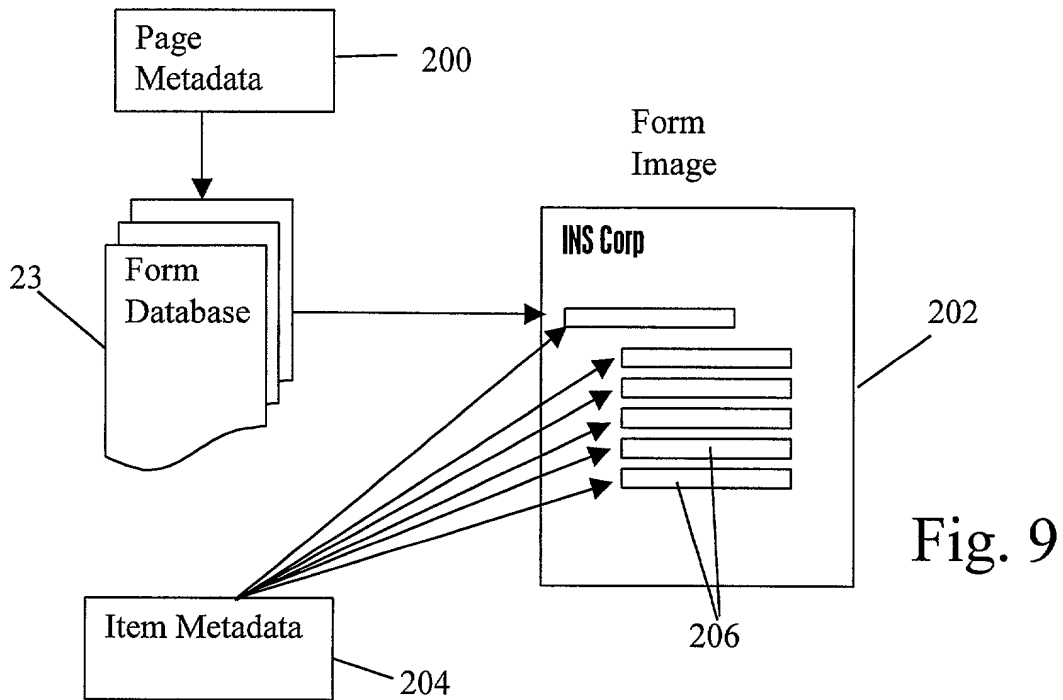 Page
Metadata
200
Form
Image
INS Corp
23
Form
Database
202
Fig. 9
206
Item Metadata
204